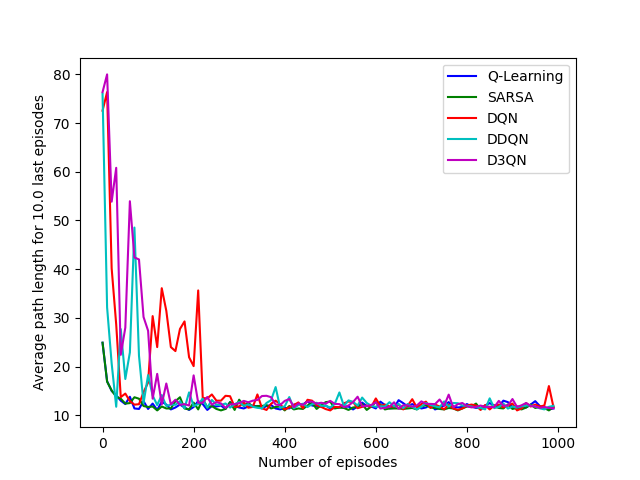 Average path length for 10.0 last episodes
80
70
60
50
40
30
20
10
0
200
400
600
800
1000
Number of episodes
Q-Learning
SARSA
DQN
DDQN
D3QN